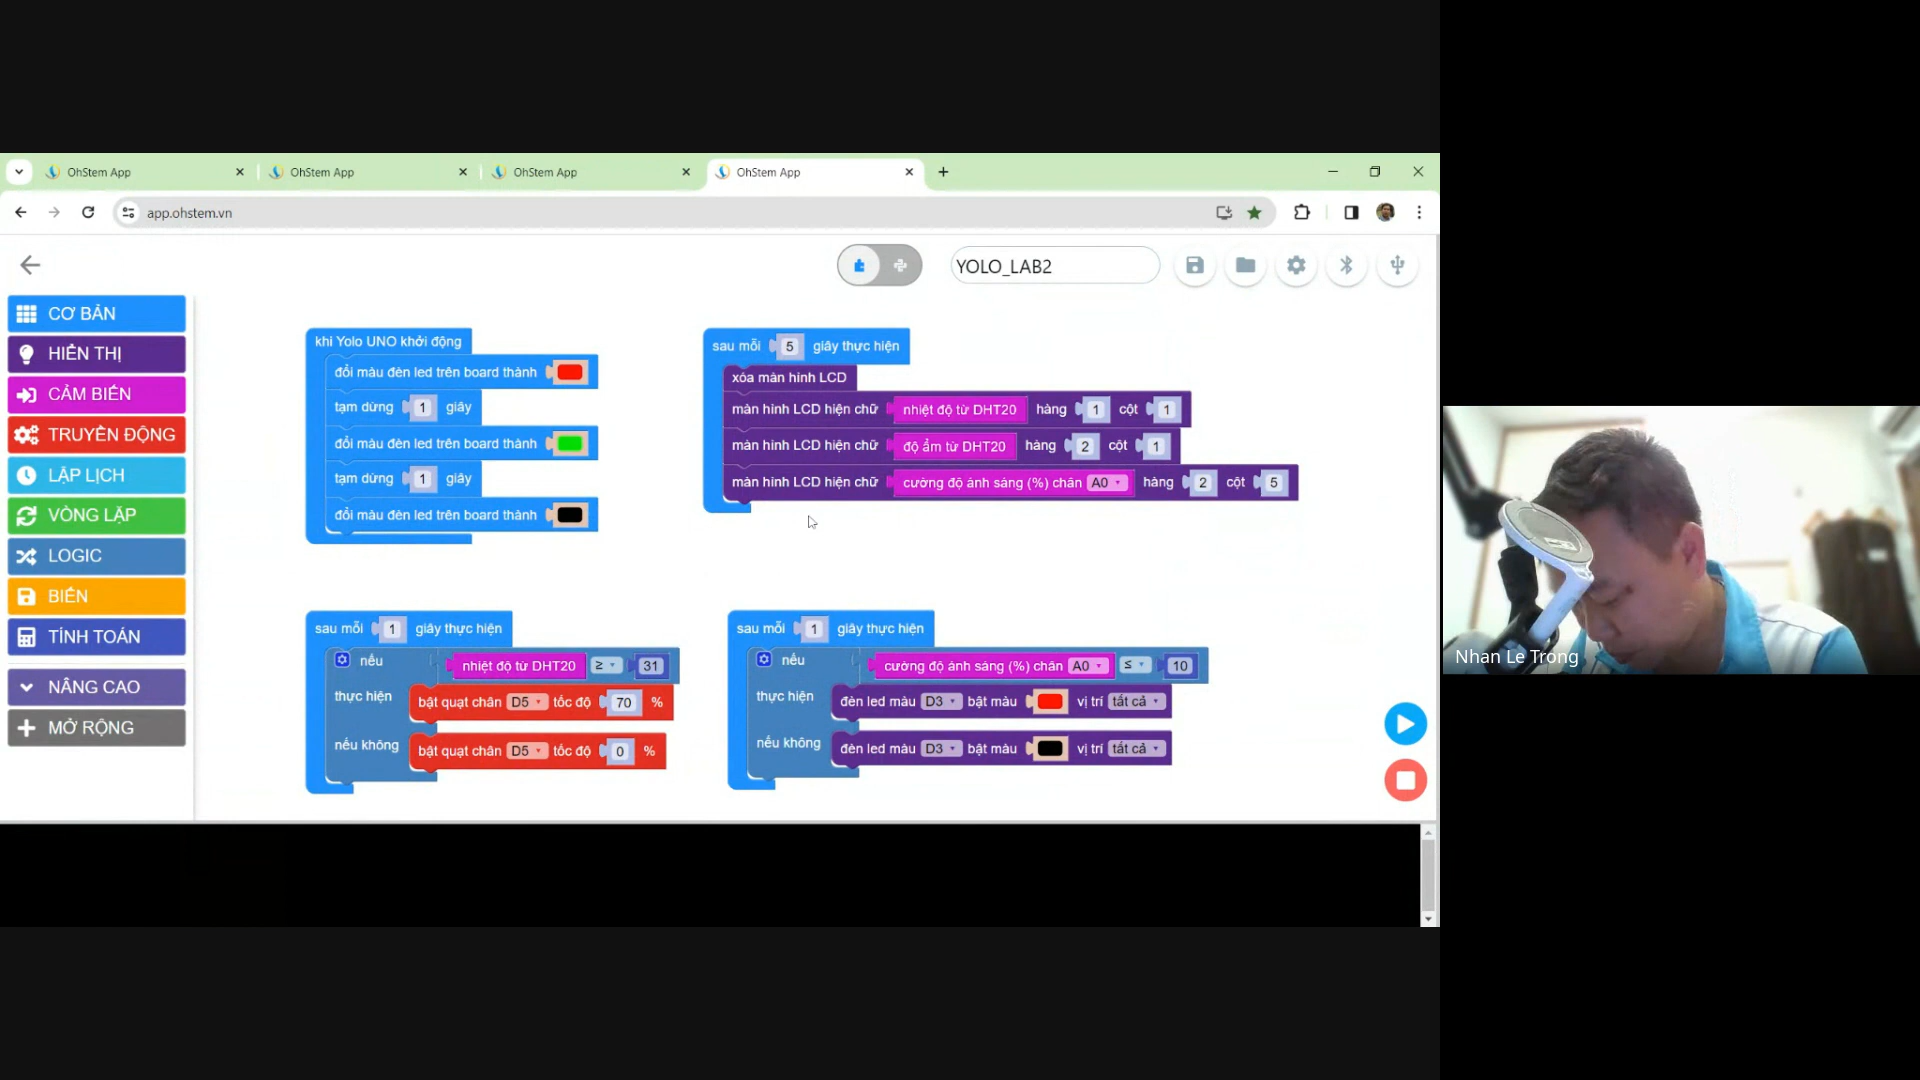 OhStem App
OhStem App
OhStem App
OhStem App
app.ohstem.vn
YOLO_LAB2
CƠ BẢN
HIỂN THỊ
CẢM BIẾN
TRUYỀN ĐỘNG
LẬP LỊCH
VÒNG LẶP
LOGIC
BIẾN
TÍNH TOÁN
NÂNG CAO
MỞ RỘNG
khi Yolo UNO khởi động
đổi màu đèn led trên board thành
tạm dừng 1 giây
đổi màu đèn led trên board thành
tạm dừng 1 giây
đổi màu đèn led trên board thành
sau mỗi 5 giây thực hiện
xóa màn hình LCD
màn hình LCD hiện chữ nhiệt độ từ DHT20 hàng 1 cột 1
màn hình LCD hiện chữ độ ẩm từ DHT20 hàng 2 cột 1
màn hình LCD hiện chữ cường độ ánh sáng (%) chân A0 hàng 2 cột 5
sau mỗi 1 giây thực hiện
nếu nhiệt độ từ DHT20 ≥ 31
thực hiện bật quạt chân D5 tốc độ 70 %
nếu không bật quạt chân D5 tốc độ 0 %
sau mỗi 1 giây thực hiện
nếu cường độ ánh sáng (%) chân A0 ≤ 10
thực hiện đèn led màu D3 bật màu vị trí tất cả
nếu không đèn led màu D3 bật màu vị trí tất cả
Nhan Le Trong